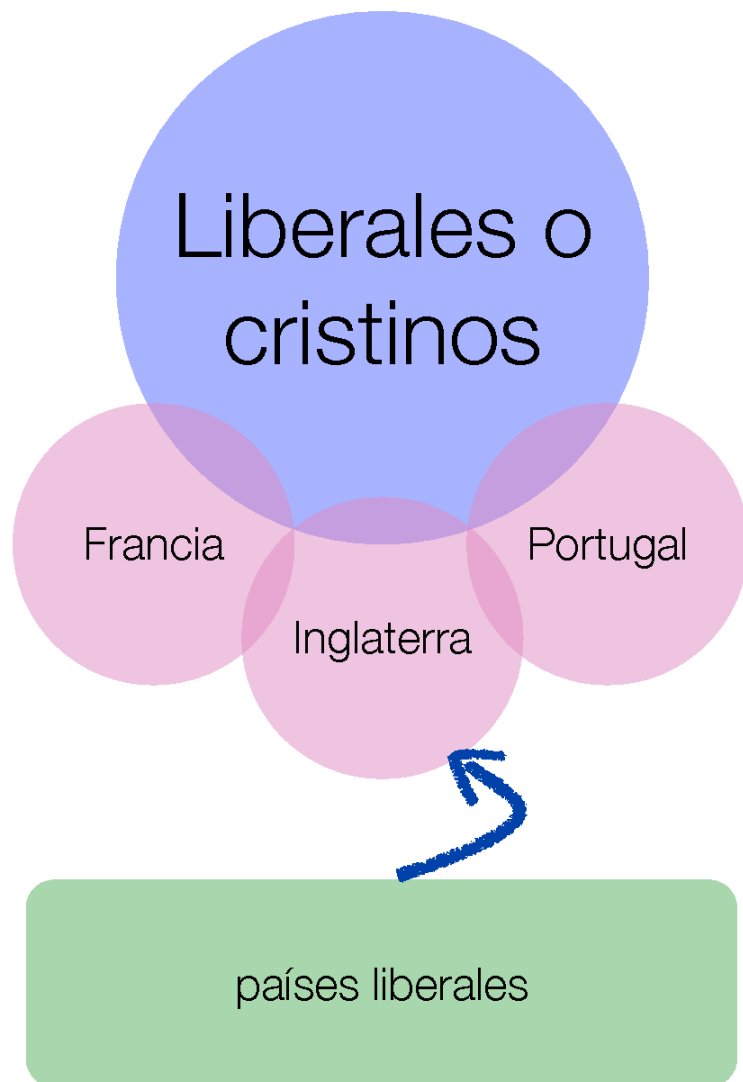 Liberales o
cristinos
Francia
Portugal
Inglaterra
países liberales